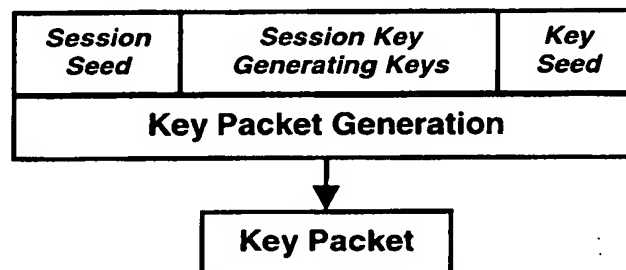 Session
Seed
Session Key
Generating Keys
Key
Seed
Key Packet Generation
Key Packet